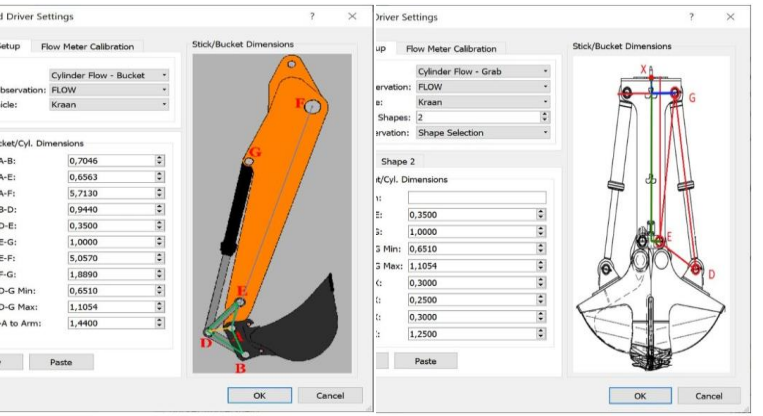 d Driver Settings
? ×
Setup Flow Meter Calibration
Cylinder Flow - Bucket
bservation: FLOW
hicle: Kraan
cket/Cyl. Dimensions
A-B: 0,7046
A-E: 0,6563
A-F: 5,7130
B-D: 0,9440
D-E: 0,3500
E-G: 1,0000
E-F: 5,0570
F-G: 1,8890
D-G Min: 0,6510
D-G Max: 1,1054
-A to Arm: 1,4400
Paste
Stick/Bucket Dimensions
F
G
E
A
D
B
OK Cancel
Driver Settings
? ×
up Flow Meter Calibration
Cylinder Flow - Grab
ervation: FLOW
e: Kraan
Shapes: 2
ervation: Shape Selection
Shape 2
t/Cyl. Dimensions
E: 0,3500
G: 1,0000
G Min: 0,6510
G Max: 1,1054
0,3000
0,2500
0,3000
1,2500
Paste
Stick/Bucket Dimensions
X A
G
E
D
OK Cancel